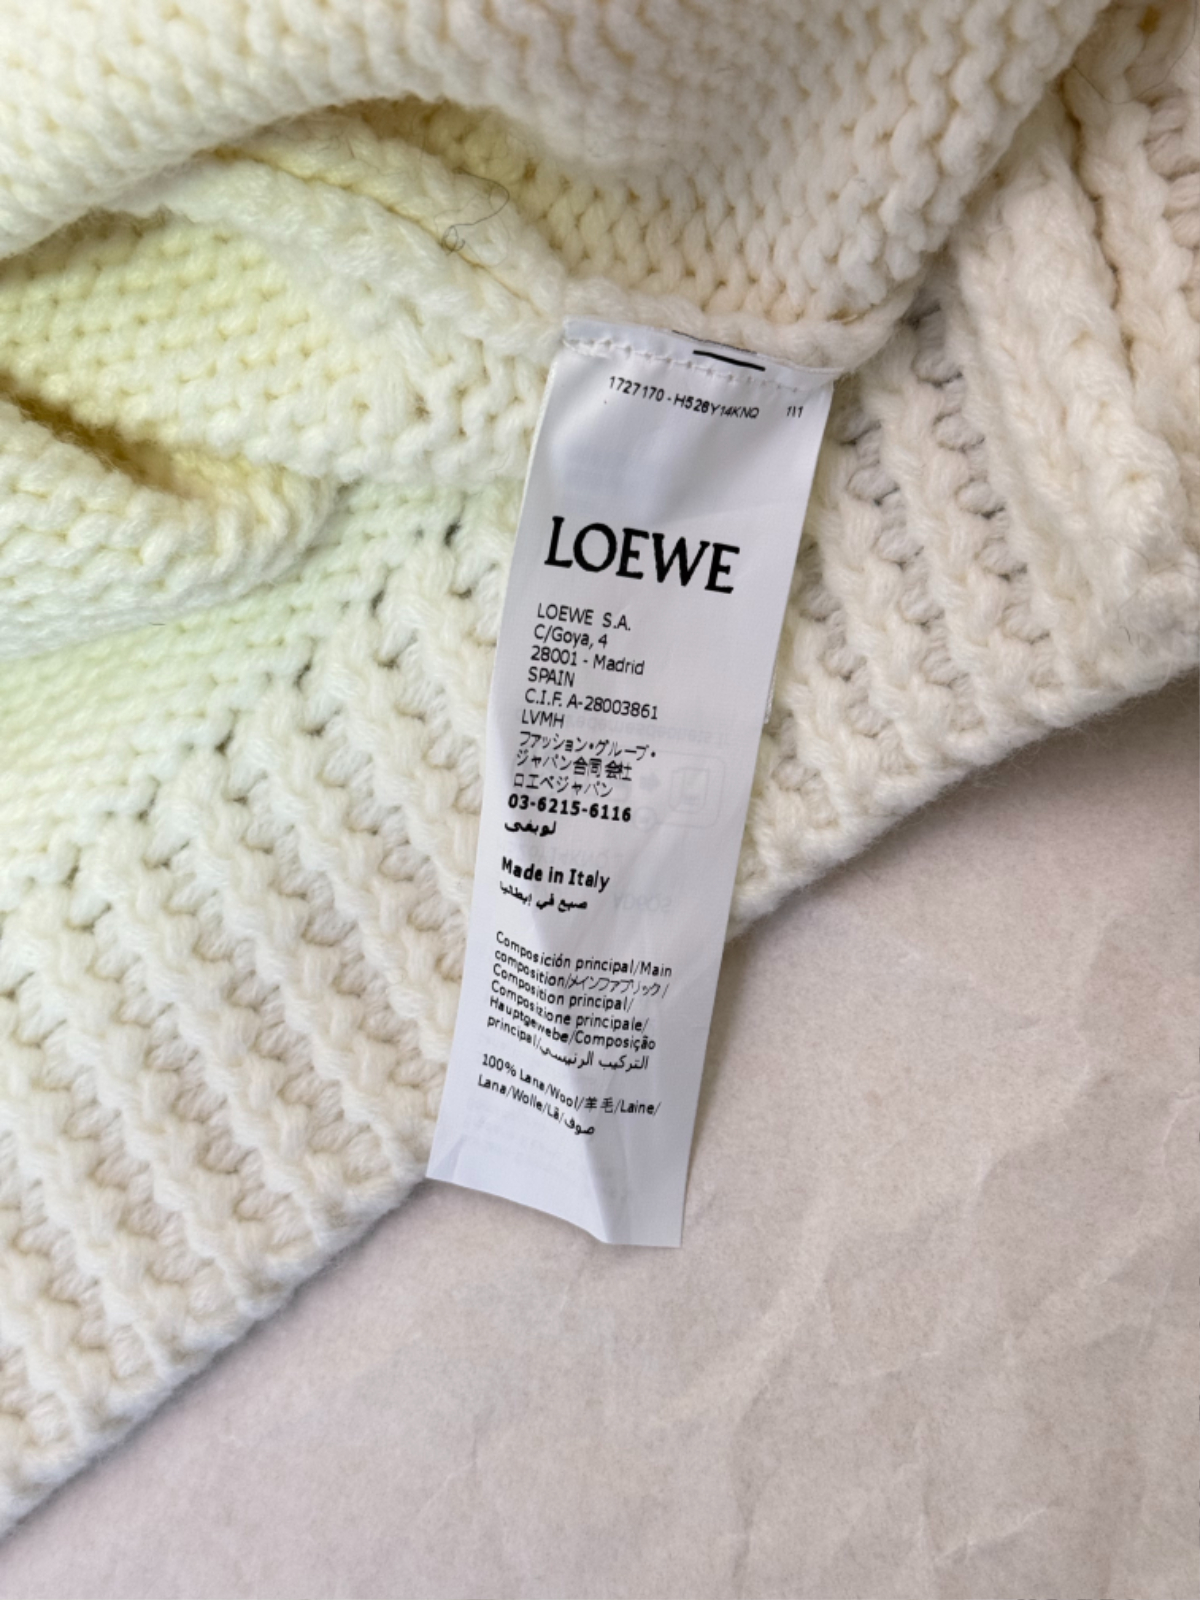 1727170 - H526Y14KNQ 1\1
LOEWE
LOEWE S.A.
C/Goya, 4
28001 - Madrid
SPAIN
C.I.F. A-28003861
LVMH
ファッション・グループ・
ジャパン合同会社
ロエベジャパン
03-6215-6116
لويفي
Made in Italy
صنع في إيطاليا
Composición principal/Main
composition/メインファブリック/
Composition principal/
Composizione principale/
Hauptgewebe/Composição
principal/التركيب الرئيسي
100% Lana/Wool/羊毛/Laine/
Lana/Wolle/Lã/صوف